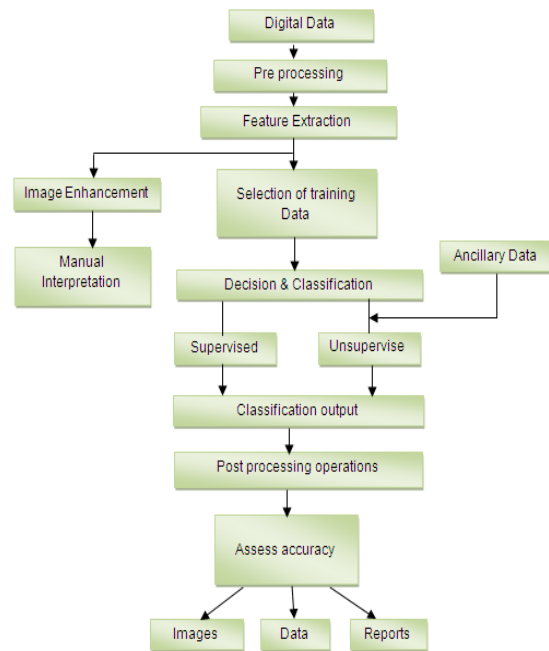 Digital Data
Pre processing
Feature Extraction
Image Enhancement
Selection of training
Data
Manual
Interpretation
Ancillary Data
Decision & Classification
Supervised
Unsupervise
Classification output
Post processing operations
Assess accuracy
Images
Data
Reports